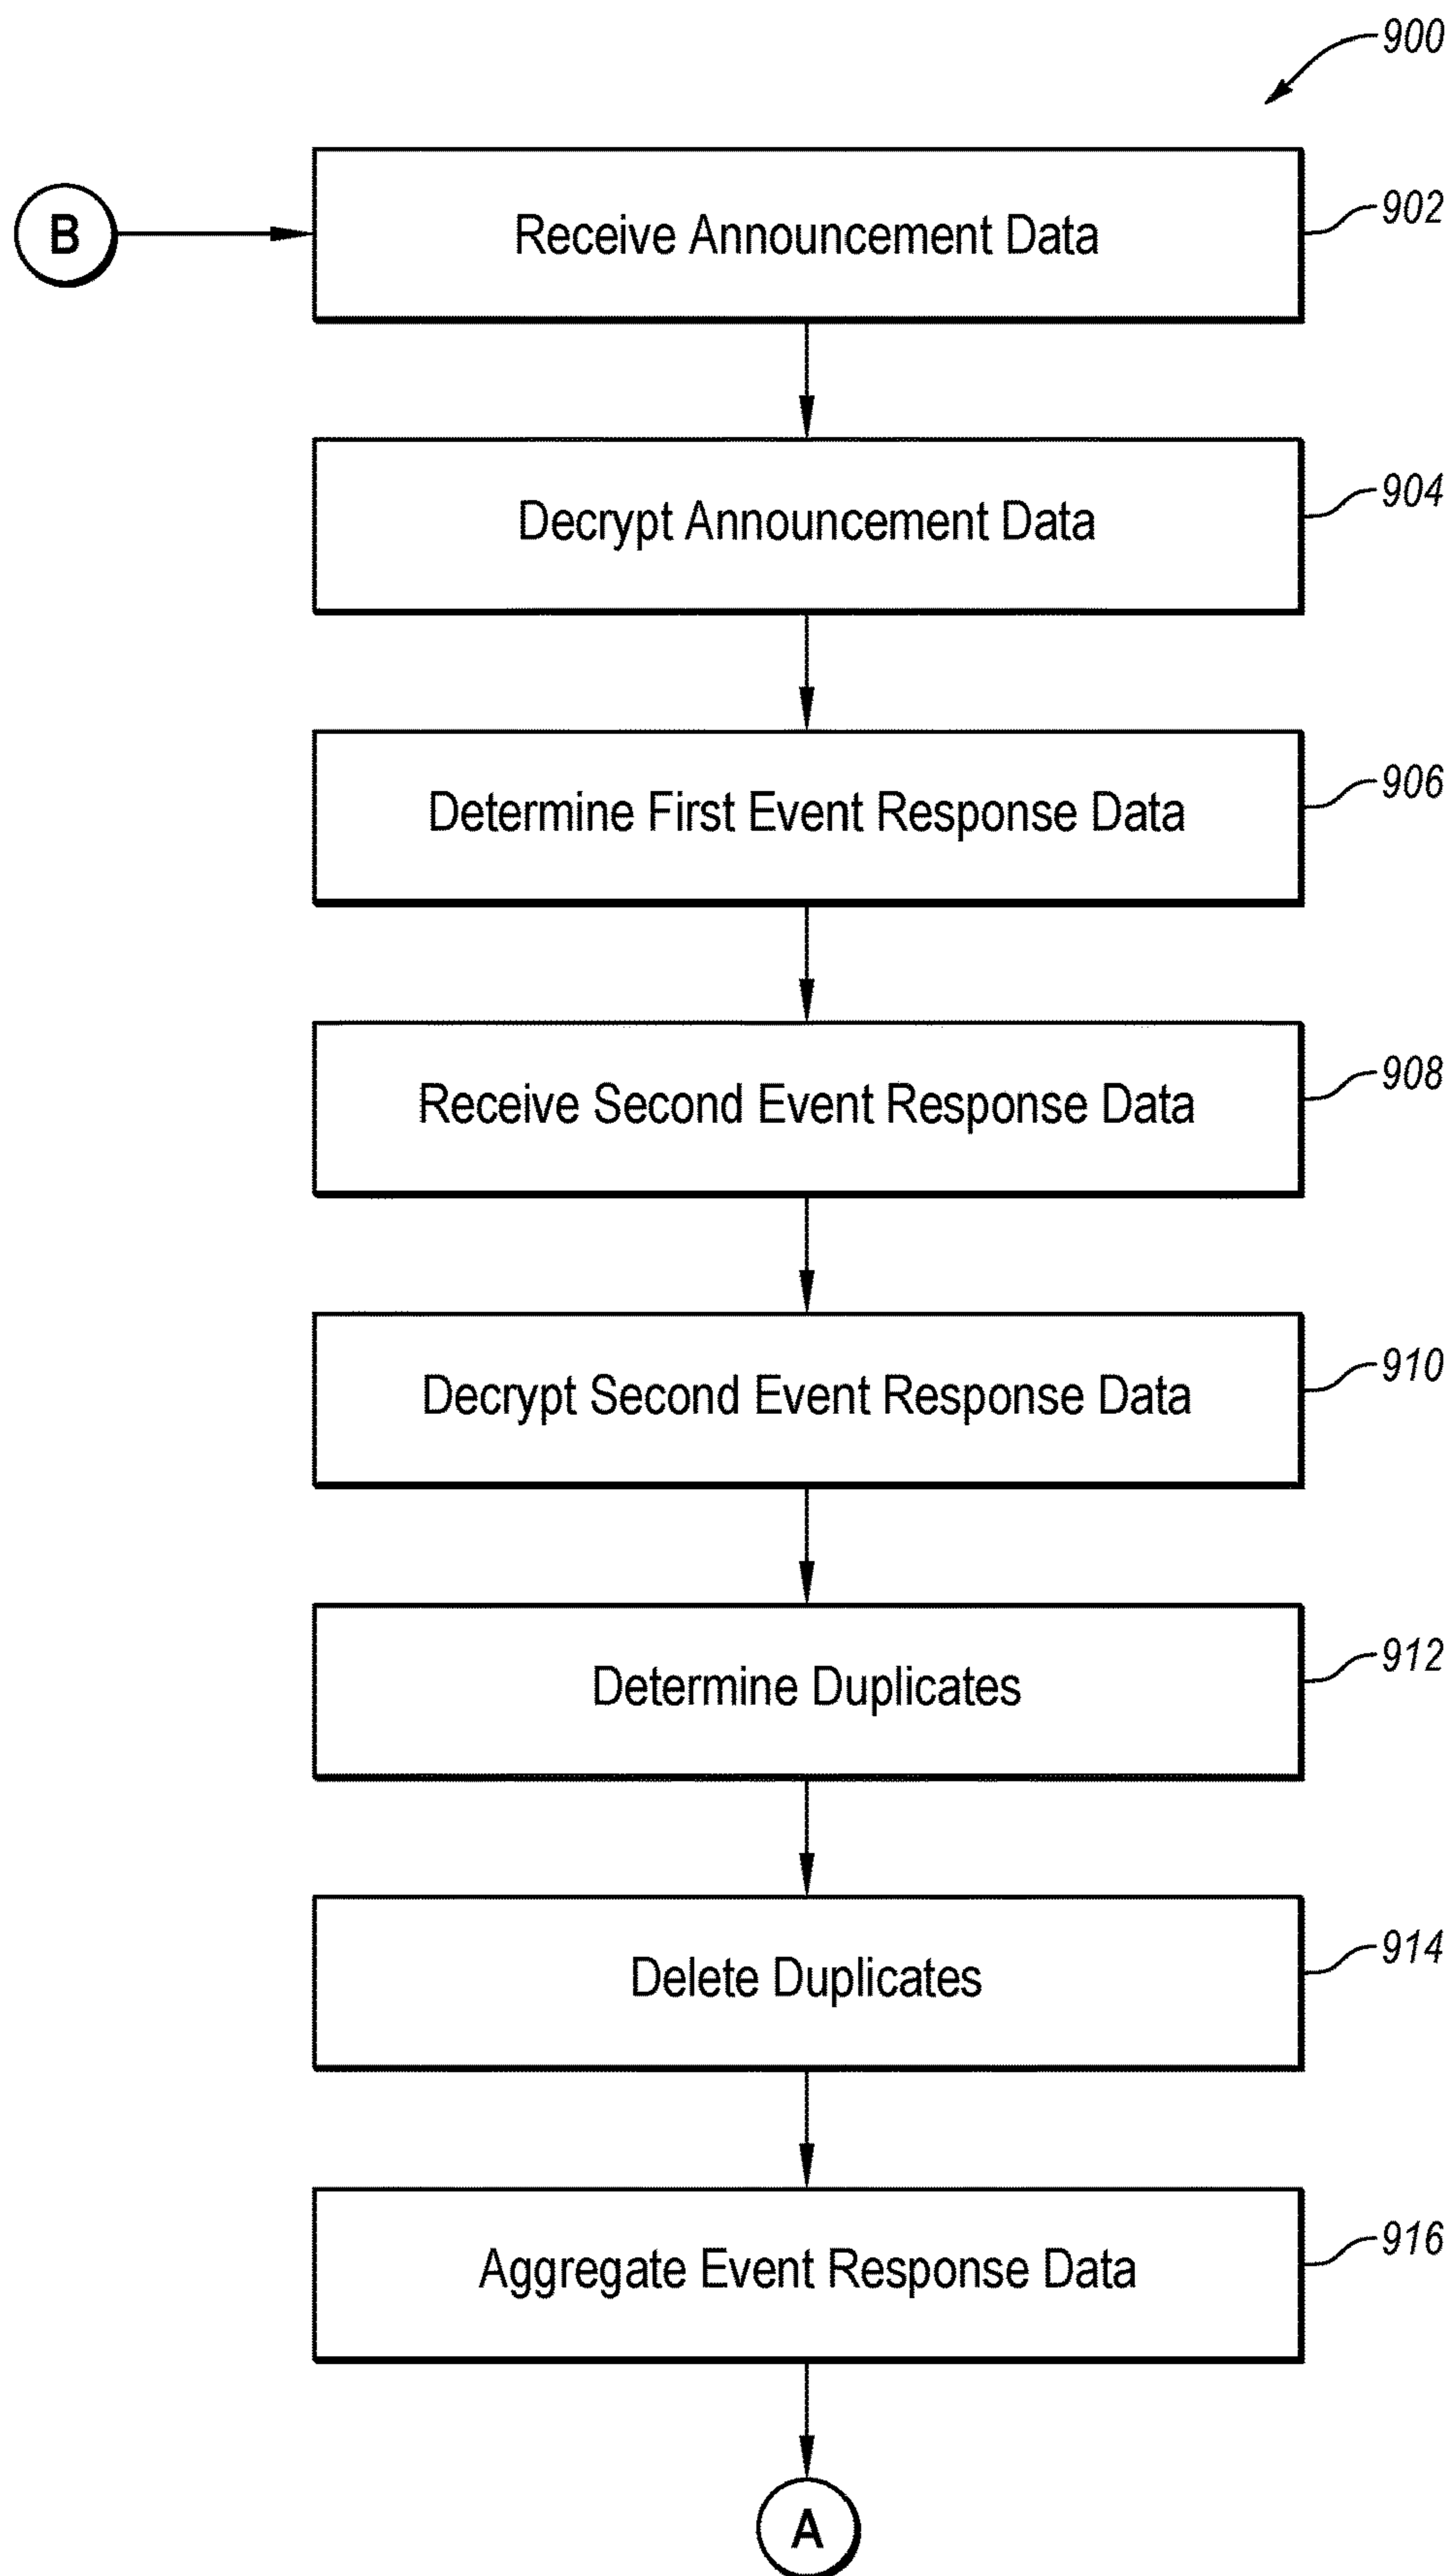 900
B
Receive Announcement Data
902
Decrypt Announcement Data
904
Determine First Event Response Data
906
Receive Second Event Response Data
908
Decrypt Second Event Response Data
910
Determine Duplicates
912
Delete Duplicates
914
Aggregate Event Response Data
916
A